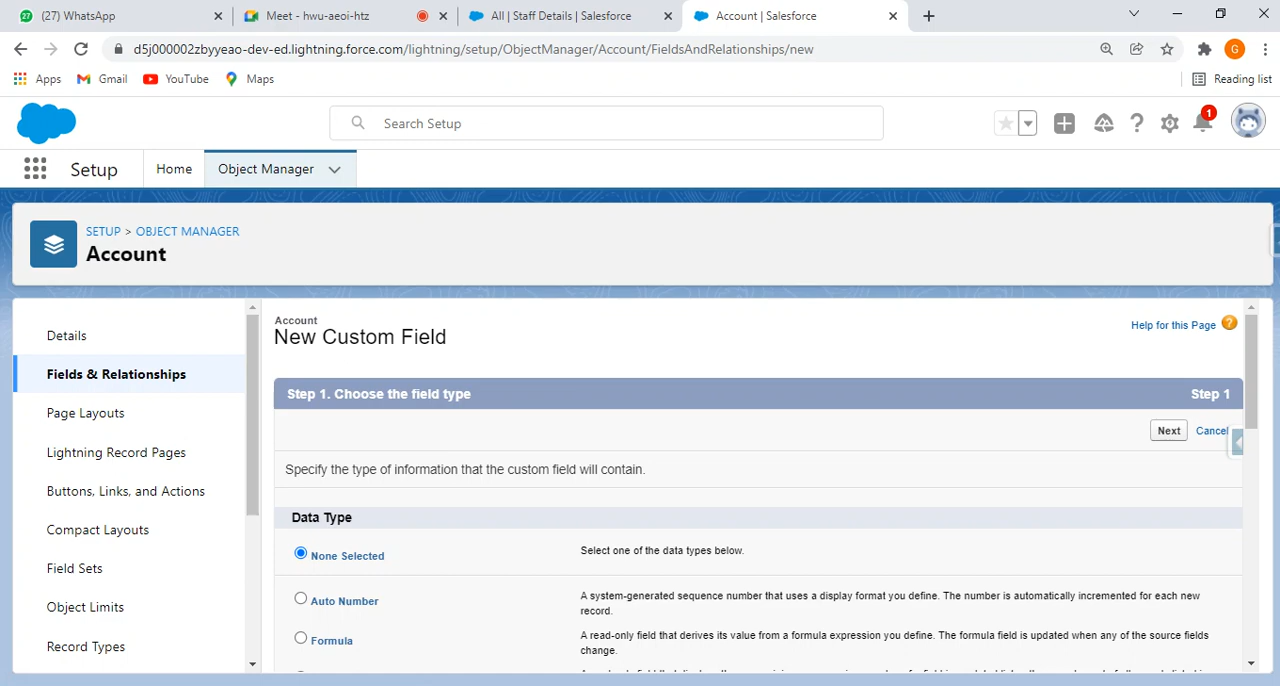 (27) WhatsApp
Meet - hwu-aeoi-htz
All | Staff Details | Salesforce
Account | Salesforce
d5j000002zbyyeao-dev-ed.lightning.force.com/lightning/setup/ObjectManager/Account/FieldsAndRelationships/new
G
Apps
Gmail
YouTube
Maps
Reading list
Search Setup
1
Setup
Home
Object Manager
SETUP > OBJECT MANAGER
Account
Details
Fields & Relationships
Page Layouts
Lightning Record Pages
Buttons, Links, and Actions
Compact Layouts
Field Sets
Object Limits
Record Types
Account
New Custom Field
Help for this Page
Step 1. Choose the field type
Step 1
Next
Cancel
Specify the type of information that the custom field will contain.
Data Type
None Selected
Select one of the data types below.
Auto Number
A system-generated sequence number that uses a display format you define. The number is automatically incremented for each new
record.
Formula
A read-only field that derives its value from a formula expression you define. The formula field is updated when any of the source fields
change.